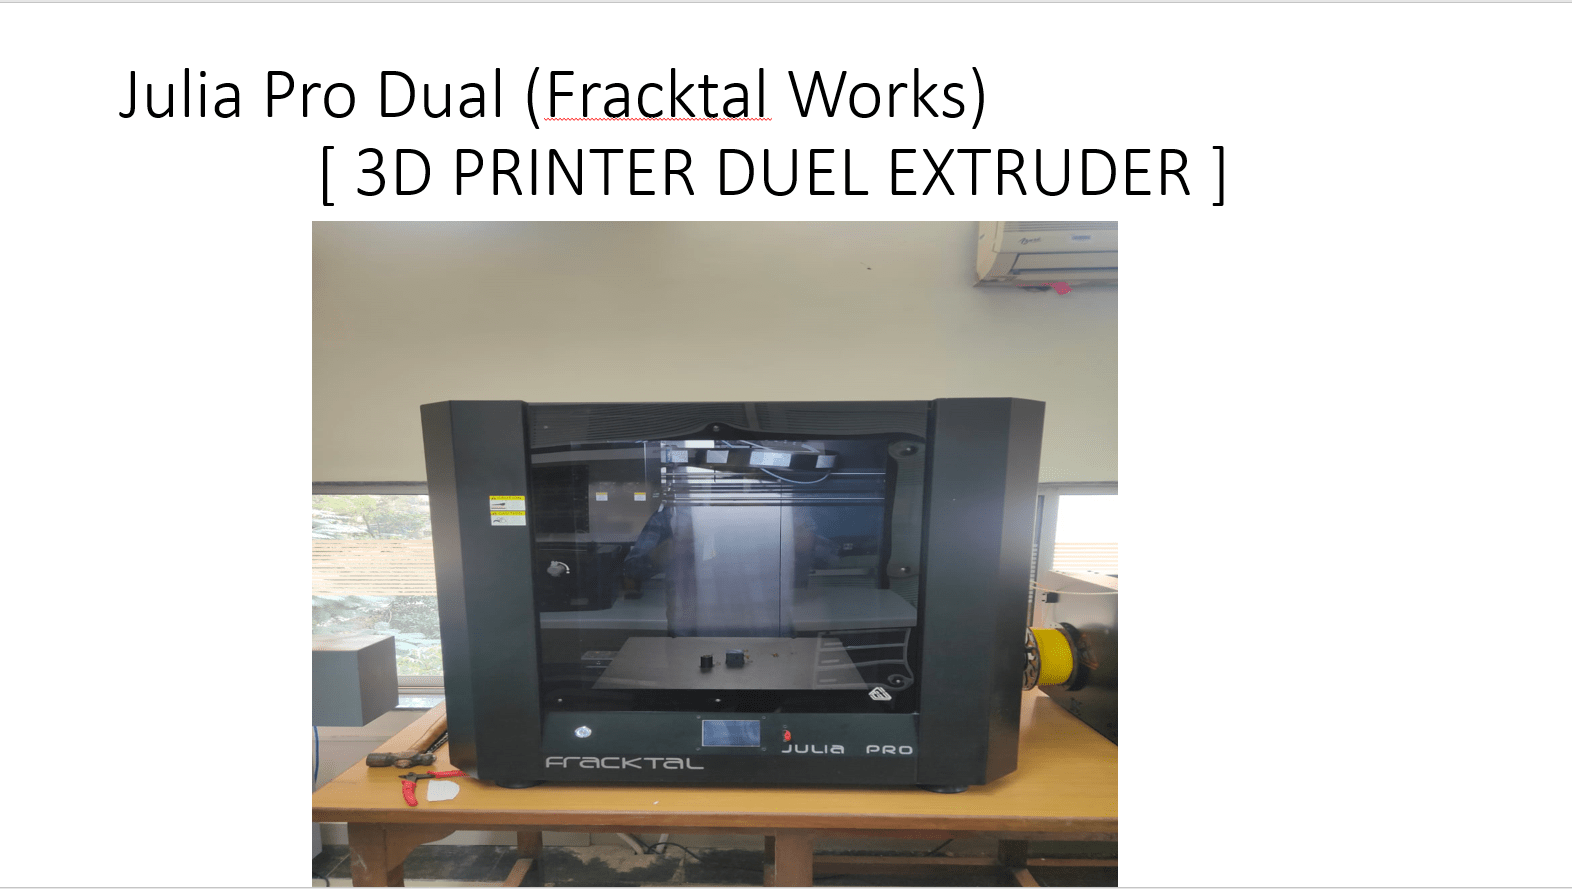 Julia Pro Dual (Fracktal Works)
[ 3D PRINTER DUEL EXTRUDER ]
JULIA PRO
FRACKTAL